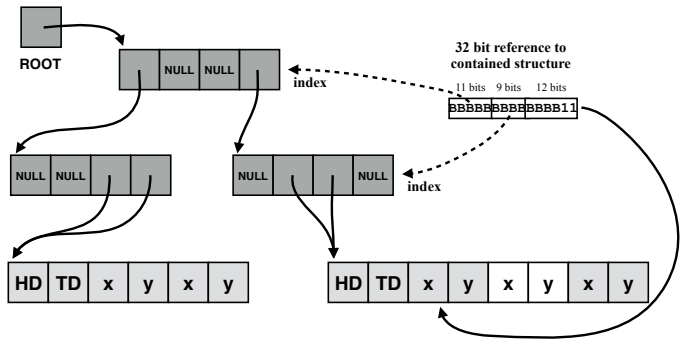 32 bit reference to
contained structure
ROOT
NULL NULL
index
11 bits 9 bits 12 bits
BBBBBBBBBBBBB11
NULL NULL
NULL NULL
index
HD TD x y x y
HD TD x y x y x y